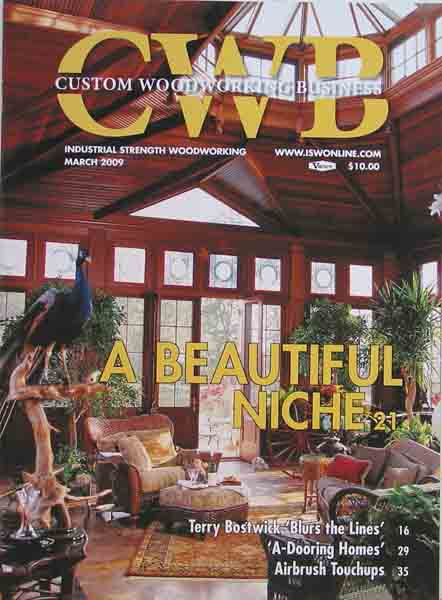 CWB
CUSTOM WOODWORKING BUSINESS
INDUSTRIAL STRENGTH WOODWORKING
WWW.ISWONLINE.COM
MARCH 2009
$10.00
A BEAUTIFUL
NICHE 21
Terry Bostwick 'Blurs the Lines' 16
'A-Dooring Homes' 29
Airbrush Touchups 35